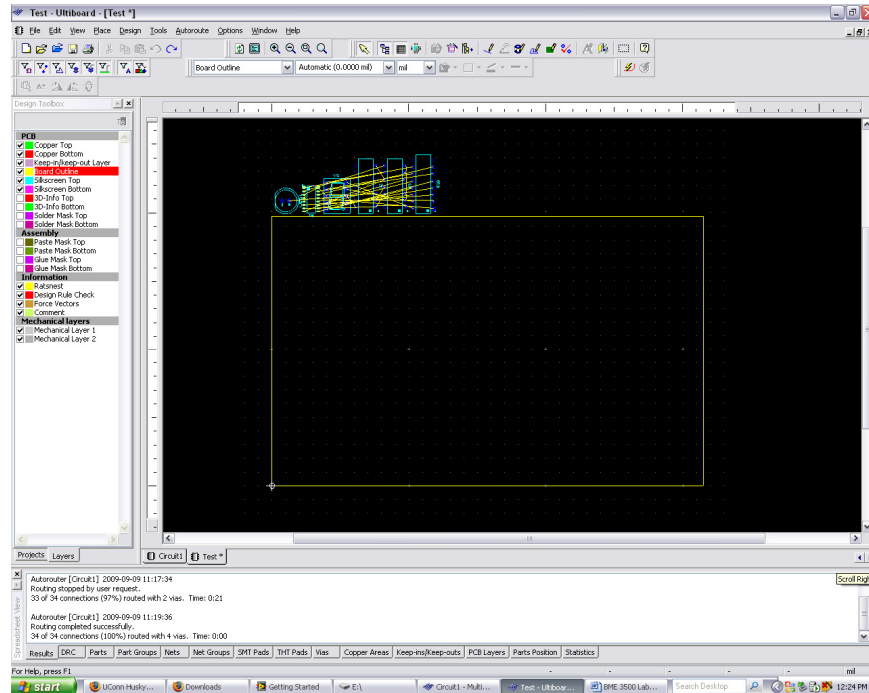 Test - Ultiboard - [Test *]
File Edit View Place Design Tools Autoroute Options Window Help
Board Outline Automatic (0.0000 mil) mil
Design Toolbox
PCB
Copper Top
Copper Bottom
Keep-in/keep-out Layer
Board Outline
Silkscreen Top
Silkscreen Bottom
3D-Info Top
3D-Info Bottom
Solder Mask Top
Solder Mask Bottom
Assembly
Paste Mask Top
Paste Mask Bottom
Glue Mask Top
Glue Mask Bottom
Information
Ratsnest
Design Rule Check
Force Vectors
Comment
Mechanical layers
Mechanical Layer 1
Mechanical Layer 2
Projects Layers
Circuit1 Test *
Autorouter [Circuit1] 2009-09-09 11:17:34
Routing stopped by user request.
33 of 34 connections (97%) routed with 2 vias. Time: 0:21
Autorouter [Circuit1] 2009-09-09 11:19:36
Routing completed successfully.
34 of 34 connections (100%) routed with 4 vias. Time: 0:00
Scroll Righ
Spreadsheet View
Results DRC Parts Part Groups Nets Net Groups SMT Pads THT Pads Vias Copper Areas Keep-ins/Keep-outs PCB Layers Parts Position Statistics
For Help, press F1
mil
start UConn Husky... Downloads Getting Started E:\ Circuit1 - Multi... Test - Ultiboar... BME 3500 Lab... Search Desktop 12:24 PM